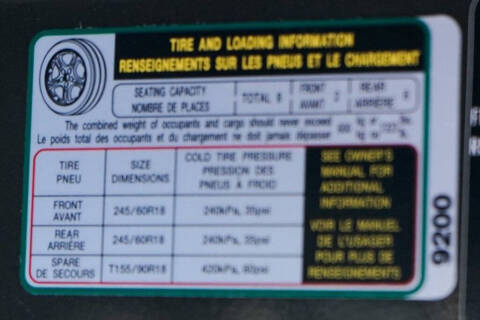 TIRE AND LOADING INFORMATION
RENSEIGNEMENTS SUR LES PNEUS ET LE CHARGEMENT
SEATING CAPACITY
NOMBRE DE PLACES
TOTAL
FRONT
AVANT
REAR
ARRIÈRE
The combined weight of occupants and cargo should never exceed kg or lbs.
Le poids total des occupants et du chargement ne doit jamais dépasser
TIRE
PNEU
SIZE
DIMENSIONS
COLD TIRE PRESSURE
PRESSION DES
PNEUS À FROID
SEE OWNER'S
MANUAL FOR
ADDITIONAL
INFORMATION
VOIR LE MANUEL
DE L'USAGER
POUR PLUS DE
RENSEIGNEMENTS
FRONT
AVANT
245/60R18
240kPa, 35psi
REAR
ARRIÈRE
245/60R18
240kPa, 35psi
SPARE
DE SECOURS
T155/90R18
420kPa, 60psi
9200